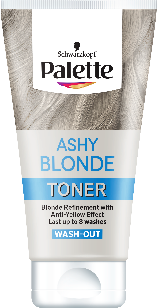 Schwarzkopf
Palette
ASHY
BLONDE
TONER
Blonde Refinement with
Anti-Yellow Effect
Last up to 8 washes
WASH-OUT